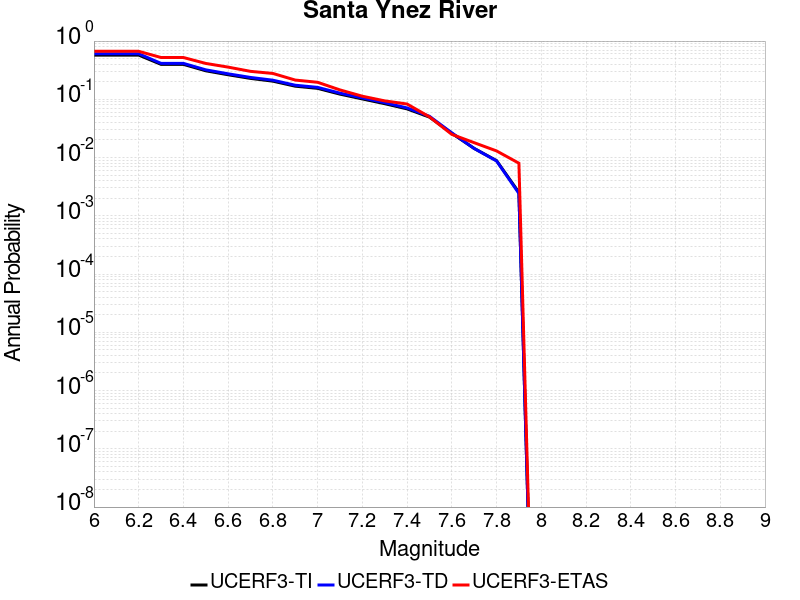 Santa Ynez River
10^0
10^-1
10^-2
10^-3
10^-4
10^-5
10^-6
10^-7
10^-8
Annual Probability
6 6.2 6.4 6.6 6.8 7 7.2 7.4 7.6 7.8 8 8.2 8.4 8.6 8.8 9
Magnitude
UCERF3-TI UCERF3-TD UCERF3-ETAS